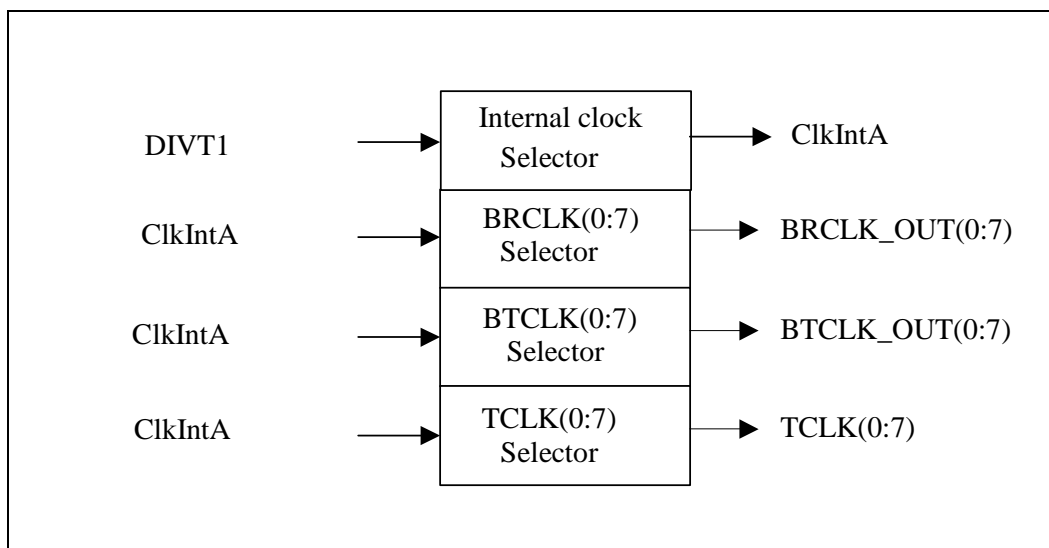 DIVT1
Internal clock
Selector
ClkIntA
ClkIntA
BRCLK(0:7)
Selector
BRCLK_OUT(0:7)
ClkIntA
BTCLK(0:7)
Selector
BTCLK_OUT(0:7)
ClkIntA
TCLK(0:7)
Selector
TCLK(0:7)